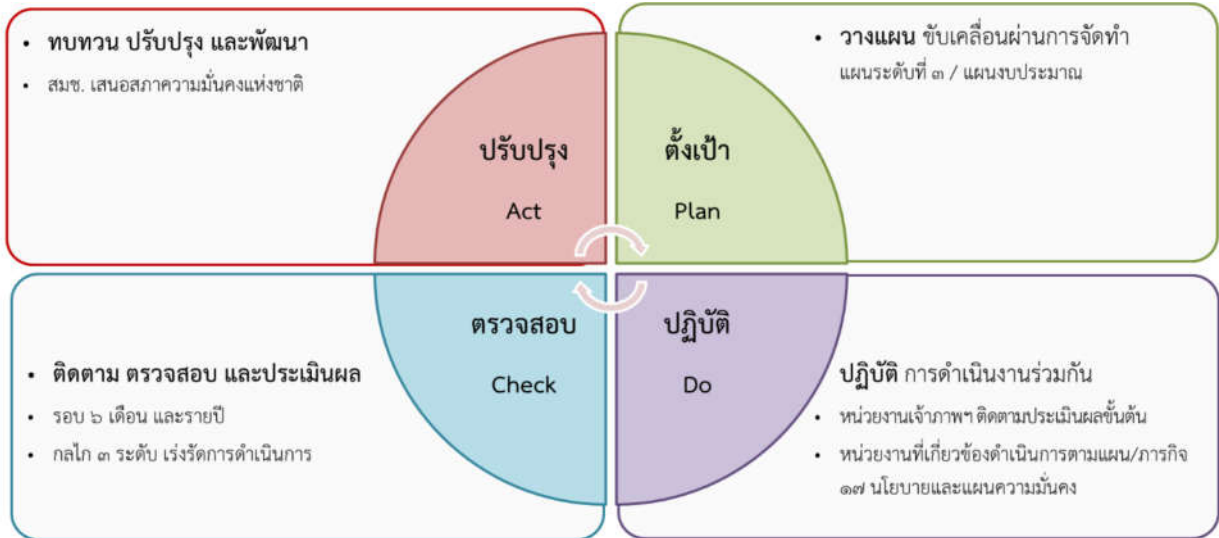 • ทบทวน ปรับปรุง และพัฒนา
• สมช. เสนอสภาความมั่นคงแห่งชาติ
ปรับปรุง
Act
• วางแผน ขับเคลื่อนผ่านการจัดทำ
แผนระดับที่ ๓ / แผนงบประมาณ
ตั้งเป้า
Plan
• ติดตาม ตรวจสอบ และประเมินผล
• รอบ ๖ เดือน และรายปี
• กลไก ๓ ระดับ เร่งรัดการดำเนินการ
ตรวจสอบ
Check
ปฏิบัติ
Do
ปฏิบัติ การดำเนินงานร่วมกัน
• หน่วยงานเจ้าภาพฯ ติดตามประเมินผลขั้นต้น
• หน่วยงานที่เกี่ยวข้องดำเนินการตามแผน/ภารกิจ
๑๗ นโยบายและแผนความมั่นคง